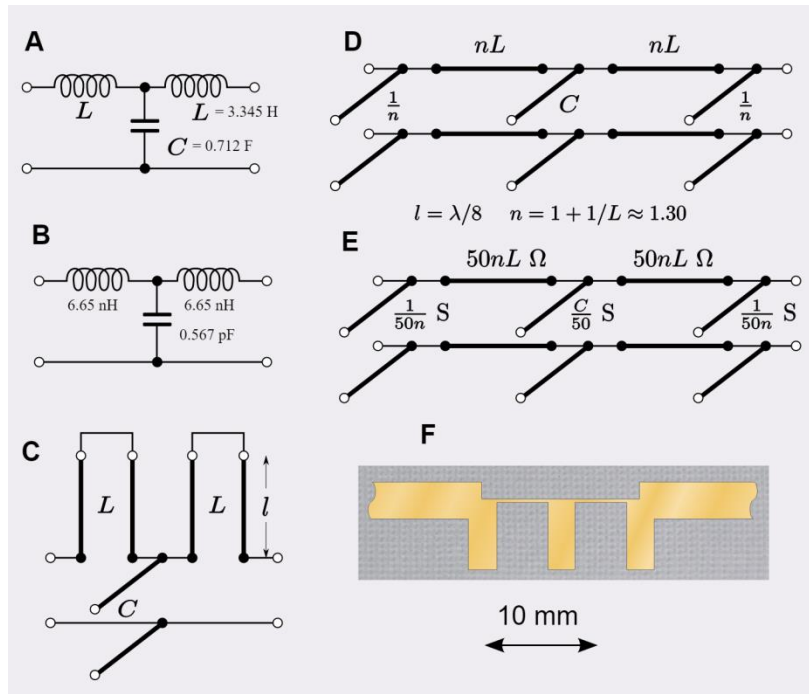 A
L
L = 3.345 H
C = 0.712 F
B
6.65 nH 6.65 nH
0.567 pF
C
L L l
C
D
nL nL
1/n C 1/n
l = λ/8 n = 1 + 1/L ≈ 1.30
E
50nL Ω 50nL Ω
1/50n S C/50 S 1/50n S
F
10 mm